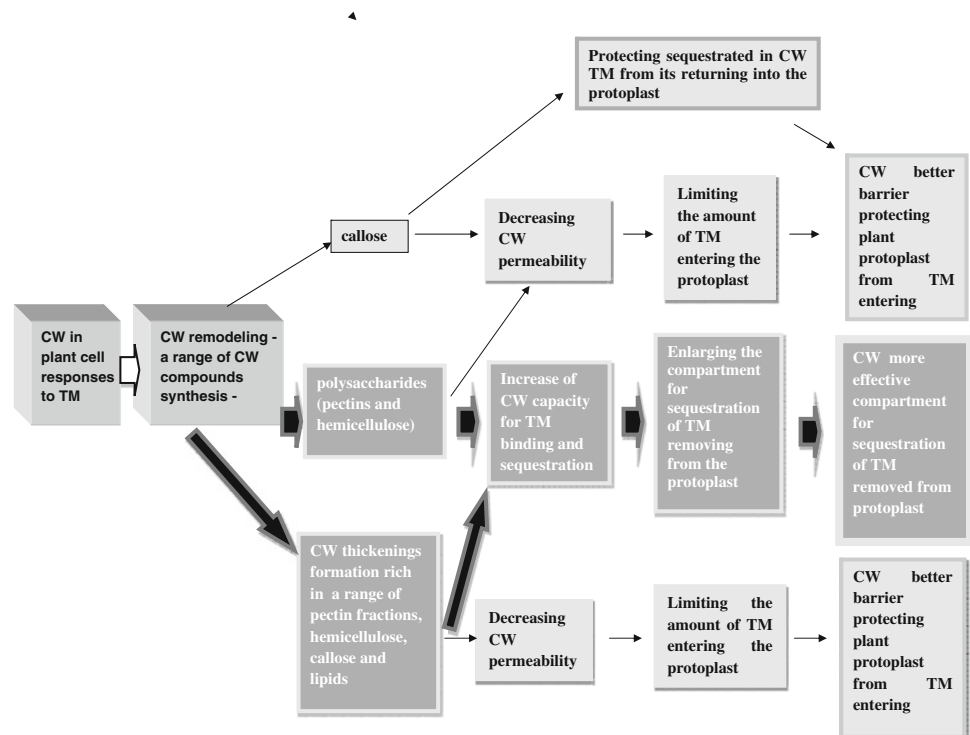 Protecting sequestrated in CW
TM from its returning into the
protoplast
CW better
barrier
protecting
plant
protoplast
from TM
entering
Limiting
the amount
of TM
entering the
protoplast
Decreasing
CW
permeability
callose
CW in
plant cell
responses
to TM
CW remodeling -
a range of CW
compounds
synthesis -
polysaccharides
(pectins and
hemicellulose)
Increase of
CW capacity
for TM
binding and
sequestration
Enlarging the
compartment
for
sequestration
of TM
removing
from the
protoplast
CW more
effective
compartment
for
sequestration
of TM
removed from
protoplast
CW thickenings
formation rich
in a range of
pectin fractions,
hemicellulose,
callose and
lipids
Decreasing
CW
permeability
Limiting the
amount of TM
entering the
protoplast
CW better
barrier
protecting
plant
protoplast
from TM
entering